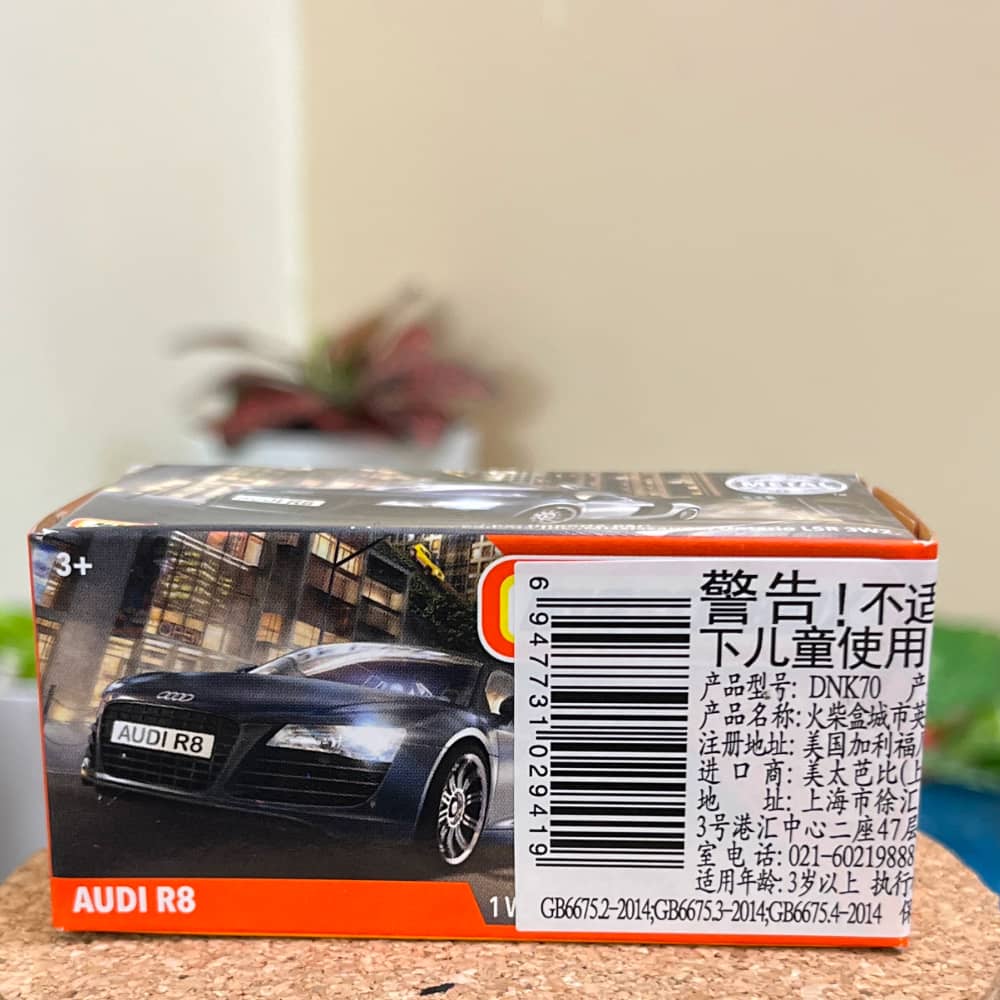 METAL
LSR 3W2
3+
AUDI R8
AUDI R8
1 W
6 947731 029419
警告!不适
下儿童使用
产品型号: DNK70 产
产品名称:火柴盒城市英
注册地址: 美国加利福
进 口 商: 美太芭比(上
地 址: 上海市徐汇
3号港汇中心二座47层
室 电 话: 021-60219888
适用年龄:3岁以上 执行
GB6675.2-2014;GB6675.3-2014;GB6675.4-2014